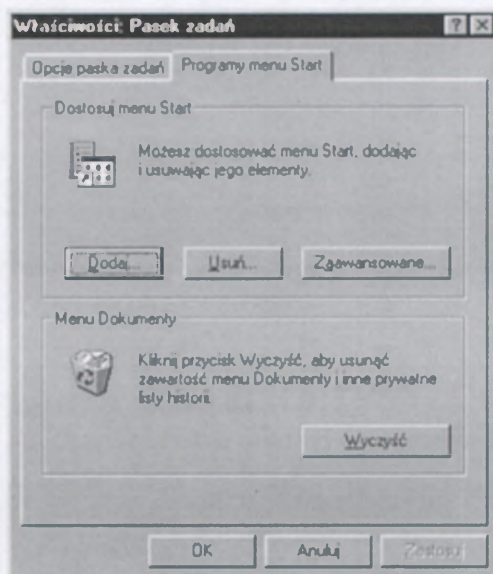 Właściwości: Pasek zadań
Opcje paska zadań Programy menu Start
Dostosuj menu Start
Możesz dostosować menu Start, dodając
i usuwając jego elementy.
Dodaj... Usuń... Zaawansowane...
Menu Dokumenty
Kliknij przycisk Wyczyść, aby usunąć
zawartość menu Dokumenty i inne prywatne
listy historii.
Wyczyść
OK Anuluj Zastosuj